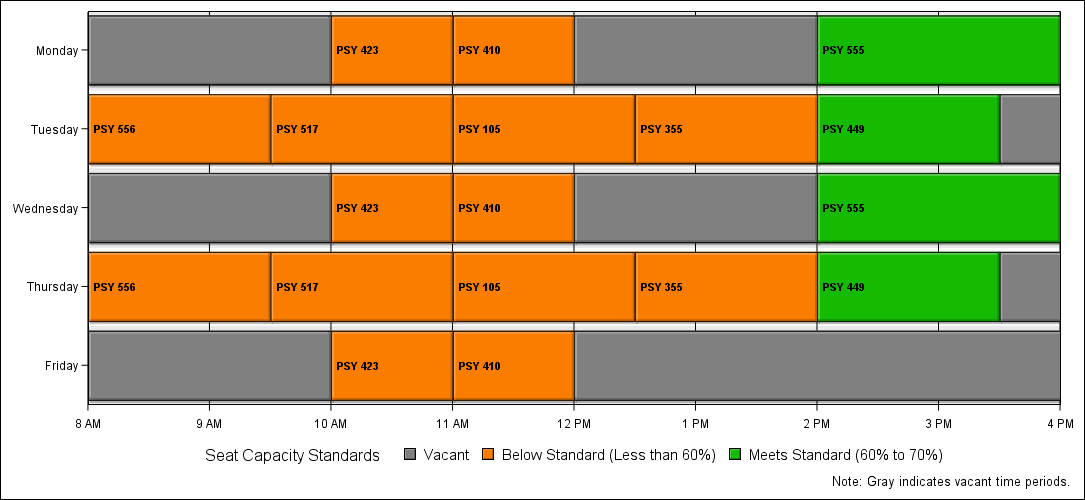 Monday
PSY 423
PSY 410
PSY 555
Tuesday
PSY 556
PSY 517
PSY 105
PSY 355
PSY 449
Wednesday
PSY 423
PSY 410
PSY 555
Thursday
PSY 556
PSY 517
PSY 105
PSY 355
PSY 449
Friday
PSY 423
PSY 410
8 AM
9 AM
10 AM
11 AM
12 PM
1 PM
2 PM
3 PM
4 PM
Seat Capacity Standards
Vacant
Below Standard (Less than 60%)
Meets Standard (60% to 70%)
Note: Gray indicates vacant time periods.